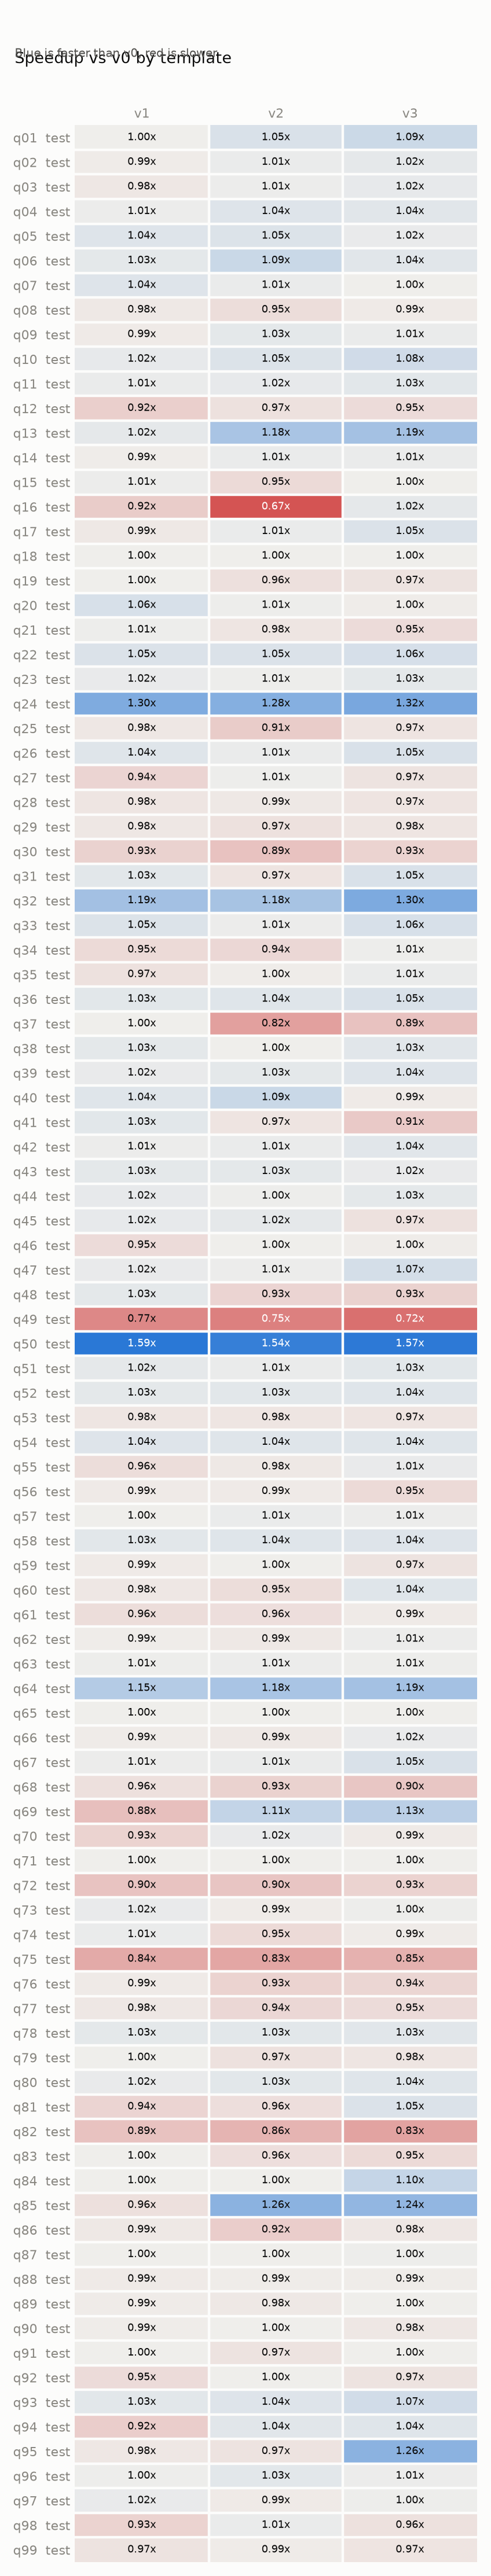 Blue is faster than v0, red is slower
Speedup vs v0 by template
v1 v2 v3
q01 test 1.00x 1.05x 1.09x
q02 test 0.99x 1.01x 1.02x
q03 test 0.98x 1.01x 1.02x
q04 test 1.01x 1.04x 1.04x
q05 test 1.04x 1.05x 1.02x
q06 test 1.03x 1.09x 1.04x
q07 test 1.04x 1.01x 1.00x
q08 test 0.98x 0.95x 0.99x
q09 test 0.99x 1.03x 1.01x
q10 test 1.02x 1.05x 1.08x
q11 test 1.01x 1.02x 1.03x
q12 test 0.92x 0.97x 0.95x
q13 test 1.02x 1.18x 1.19x
q14 test 0.99x 1.01x 1.01x
q15 test 1.01x 0.95x 1.00x
q16 test 0.92x 0.67x 1.02x
q17 test 0.99x 1.01x 1.05x
q18 test 1.00x 1.00x 1.00x
q19 test 1.00x 0.96x 0.97x
q20 test 1.06x 1.01x 1.00x
q21 test 1.01x 0.98x 0.95x
q22 test 1.05x 1.05x 1.06x
q23 test 1.02x 1.01x 1.03x
q24 test 1.30x 1.28x 1.32x
q25 test 0.98x 0.91x 0.97x
q26 test 1.04x 1.01x 1.05x
q27 test 0.94x 1.01x 0.97x
q28 test 0.98x 0.99x 0.97x
q29 test 0.98x 0.97x 0.98x
q30 test 0.93x 0.89x 0.93x
q31 test 1.03x 0.97x 1.05x
q32 test 1.19x 1.18x 1.30x
q33 test 1.05x 1.01x 1.06x
q34 test 0.95x 0.94x 1.01x
q35 test 0.97x 1.00x 1.01x
q36 test 1.03x 1.04x 1.05x
q37 test 1.00x 0.82x 0.89x
q38 test 1.03x 1.00x 1.03x
q39 test 1.02x 1.03x 1.04x
q40 test 1.04x 1.09x 0.99x
q41 test 1.03x 0.97x 0.91x
q42 test 1.01x 1.01x 1.04x
q43 test 1.03x 1.03x 1.02x
q44 test 1.02x 1.00x 1.03x
q45 test 1.02x 1.02x 0.97x
q46 test 0.95x 1.00x 1.00x
q47 test 1.02x 1.01x 1.07x
q48 test 1.03x 0.93x 0.93x
q49 test 0.77x 0.75x 0.72x
q50 test 1.59x 1.54x 1.57x
q51 test 1.02x 1.01x 1.03x
q52 test 1.03x 1.03x 1.04x
q53 test 0.98x 0.98x 0.97x
q54 test 1.04x 1.04x 1.04x
q55 test 0.96x 0.98x 1.01x
q56 test 0.99x 0.99x 0.95x
q57 test 1.00x 1.01x 1.01x
q58 test 1.03x 1.04x 1.04x
q59 test 0.99x 1.00x 0.97x
q60 test 0.98x 0.95x 1.04x
q61 test 0.96x 0.96x 0.99x
q62 test 0.99x 0.99x 1.01x
q63 test 1.01x 1.01x 1.01x
q64 test 1.15x 1.18x 1.19x
q65 test 1.00x 1.00x 1.00x
q66 test 0.99x 0.99x 1.02x
q67 test 1.01x 1.01x 1.05x
q68 test 0.96x 0.93x 0.90x
q69 test 0.88x 1.11x 1.13x
q70 test 0.93x 1.02x 0.99x
q71 test 1.00x 1.00x 1.00x
q72 test 0.90x 0.90x 0.93x
q73 test 1.02x 0.99x 1.00x
q74 test 1.01x 0.95x 0.99x
q75 test 0.84x 0.83x 0.85x
q76 test 0.99x 0.93x 0.94x
q77 test 0.98x 0.94x 0.95x
q78 test 1.03x 1.03x 1.03x
q79 test 1.00x 0.97x 0.98x
q80 test 1.02x 1.03x 1.04x
q81 test 0.94x 0.96x 1.05x
q82 test 0.89x 0.86x 0.83x
q83 test 1.00x 0.96x 0.95x
q84 test 1.00x 1.00x 1.10x
q85 test 0.96x 1.26x 1.24x
q86 test 0.99x 0.92x 0.98x
q87 test 1.00x 1.00x 1.00x
q88 test 0.99x 0.99x 0.99x
q89 test 0.99x 0.98x 1.00x
q90 test 0.99x 1.00x 0.98x
q91 test 1.00x 0.97x 1.00x
q92 test 0.95x 1.00x 0.97x
q93 test 1.03x 1.04x 1.07x
q94 test 0.92x 1.04x 1.04x
q95 test 0.98x 0.97x 1.26x
q96 test 1.00x 1.03x 1.01x
q97 test 1.02x 0.99x 1.00x
q98 test 0.93x 1.01x 0.96x
q99 test 0.97x 0.99x 0.97x